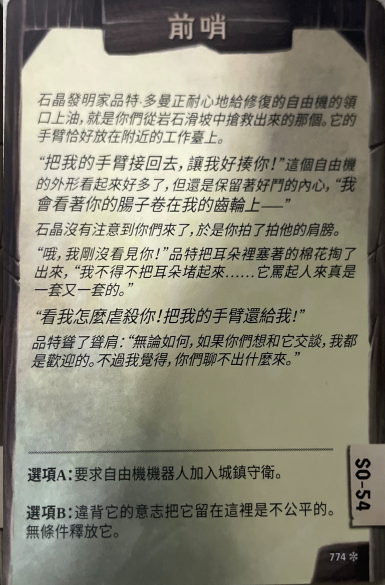 前哨
石晶發明家品特·多曼正耐心地給修復的自由機的領
口上油，就是你們從岩石滑坡中搶救出來的那個。它的
手臂恰好放在附近的工作臺上。
“把我的手臂接回去，讓我好揍你！”這個自由機
的外形看起來好多了，但還是保留著好鬥的內心，“我
會看著你的腸子卷在我的齒輪上——”
石晶沒有注意到你們來了，於是你拍了拍他的肩膀。
“哦，我剛沒看見你！”品特把耳朵裡塞著的棉花掏了
出來，“我不得不把耳朵堵起來……它罵起人來真是
一套又一套的。”
“看我怎麼虐殺你！把我的手臂還給我！”
品特聳了聳肩：“無論如何，如果你們想和它交談，我都
是歡迎的。不過我覺得，你們聊不出什麼來。”
選項A：要求自由機機器人加入城鎮守衛。
選項B：違背它的意志把它留在這裡是不公平的。
無條件釋放它。
SO-54
774